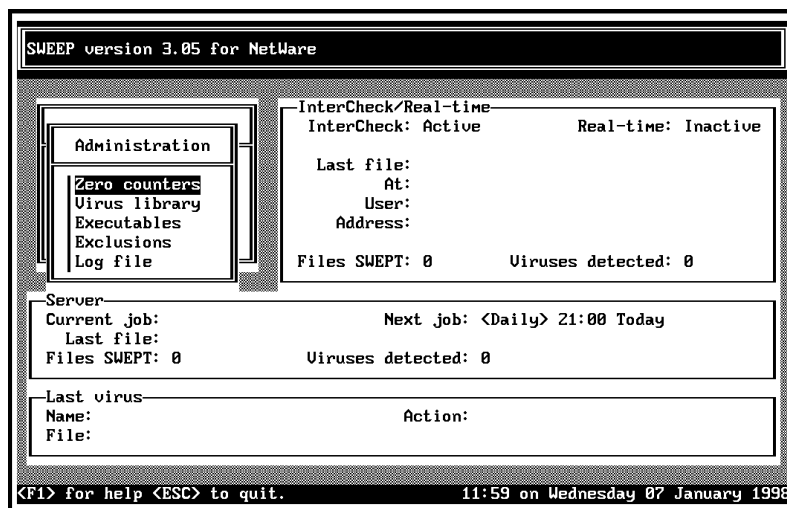 SWEEP version 3.05 for NetWare
InterCheck/Real-time
InterCheck: Active Real-time: Inactive
Administration
Last file:
Zero counters At:
Virus library User:
Executables Address:
Exclusions
Log file Files SWEPT: 0 Viruses detected: 0
Server
Current job: Next job: <Daily> 21:00 Today
Last file:
Files SWEPT: 0 Viruses detected: 0
Last virus
Name: Action:
File:
<F1> for help <ESC> to quit. 11:59 on Wednesday 07 January 1998